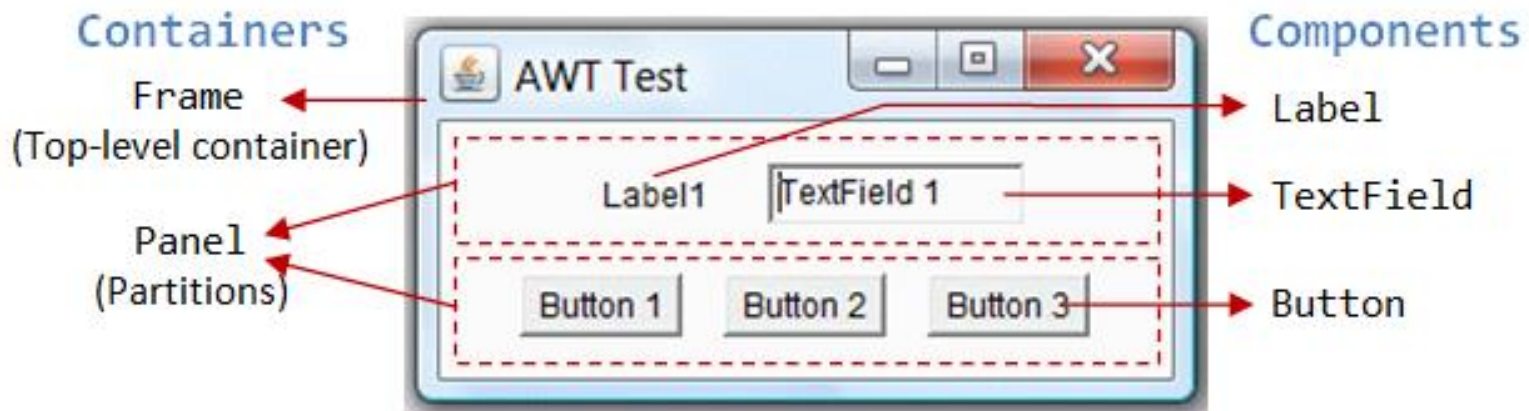 Containers
Frame
(Top-level container)
Panel
(Partitions)
AWT Test
Label1
TextField 1
Button 1
Button 2
Button 3
Components
Label
TextField
Button